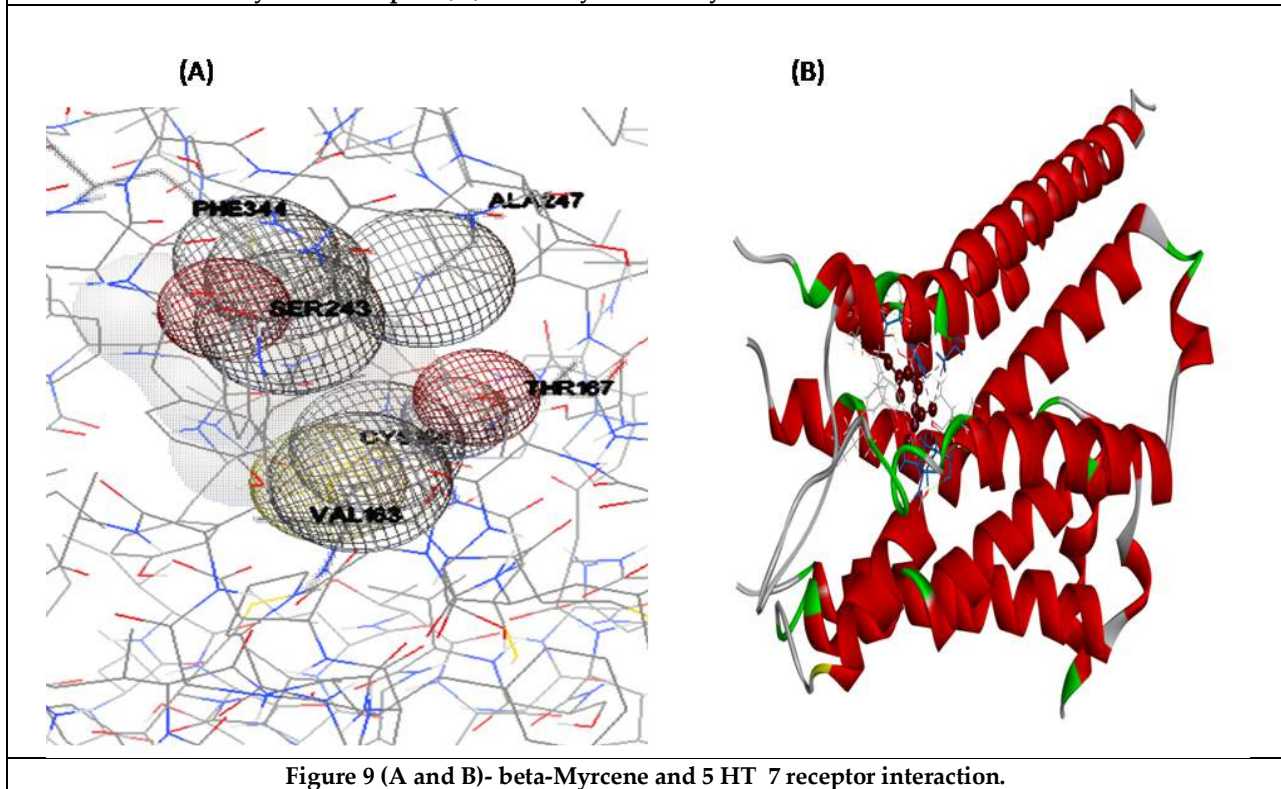 (A)
(B)
PHE344
ALA247
SER243
THR167
VAL163
Figure 9 (A and B)- beta-Myrcene and 5 HT 7 receptor interaction.